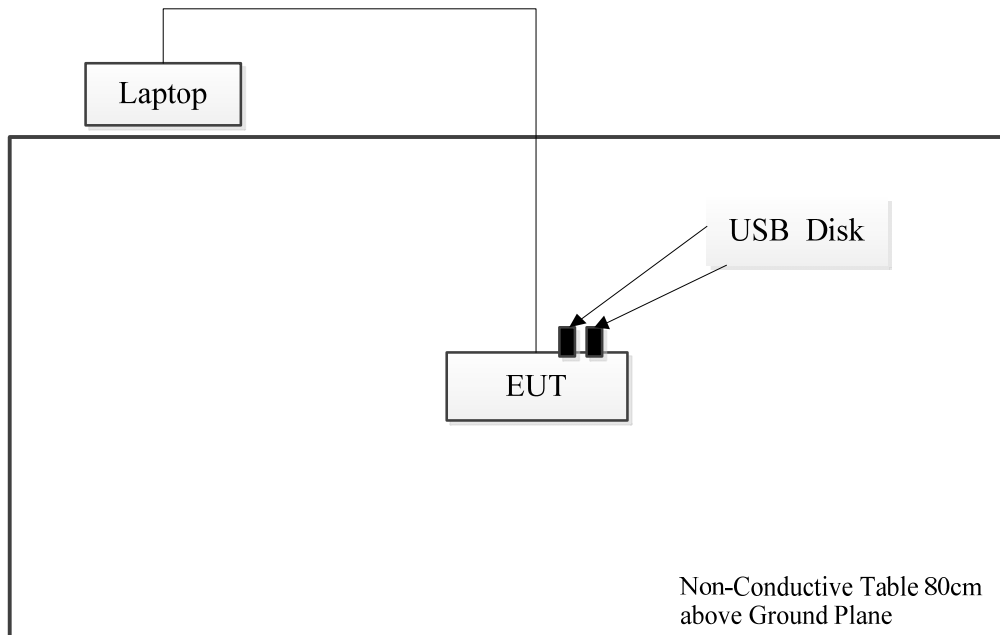 Laptop
USB Disk
EUT
Non-Conductive Table 80cm
above Ground Plane